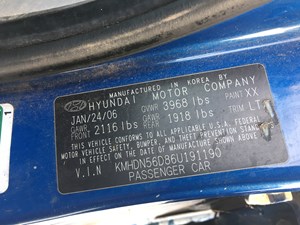 MANUFACTURED IN KOREA BY
HYUNDAI MOTOR COMPANY
JAN/24/06 GVWR 3968 lbs PAINT XX
GAWR FRONT 2116 lbs GAWR REAR 1918 lbs TRIM LT
THIS VEHICLE CONFORMS TO ALL APPLICABLE U.S. FEDERAL
MOTOR VEHICLE SAFETY, BUMPER, AND THEFT PREVENTION STANDARDS
IN EFFECT ON THE DATE OF MANUFACTURE SHOWN ABOVE.
V.I.N KMHDN56D86U191190
PASSENGER CAR